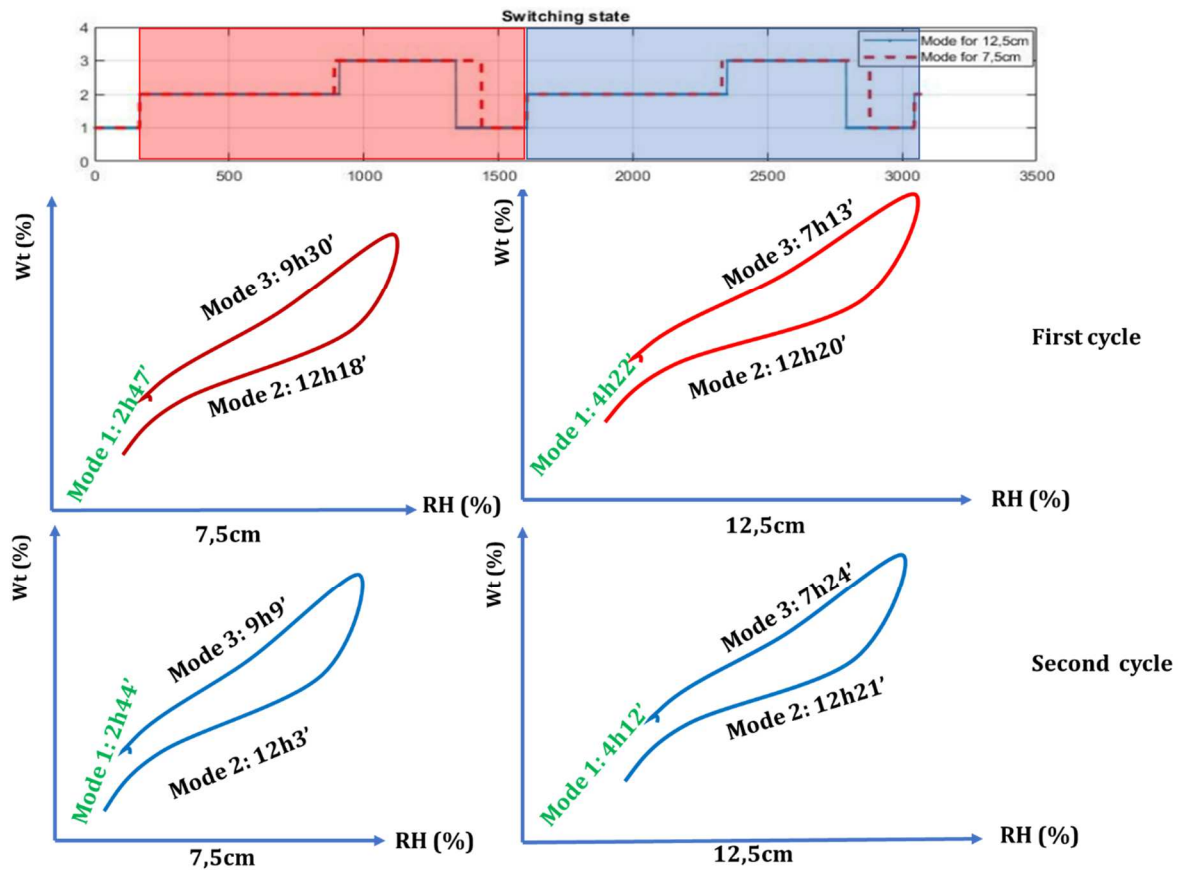 Switching state
4
3
2
1
0
Mode for 12,5cm
Mode for 7,5cm
0 500 1000 1500 2000 2500 3000 3500
Wt (%)
Mode 3: 9h30’
Mode 2: 12h18’
Mode 1: 2h47’
RH (%)
7,5cm
Wt (%)
Mode 3: 7h13’
Mode 2: 12h20’
Mode 1: 4h22’
RH (%)
12,5cm
First cycle
Wt (%)
Mode 3: 9h9’
Mode 2: 12h3’
Mode 1: 2h44’
RH (%)
7,5cm
Wt (%)
Mode 3: 7h24’
Mode 2: 12h21’
Mode 1: 4h12’
RH (%)
12,5cm
Second cycle